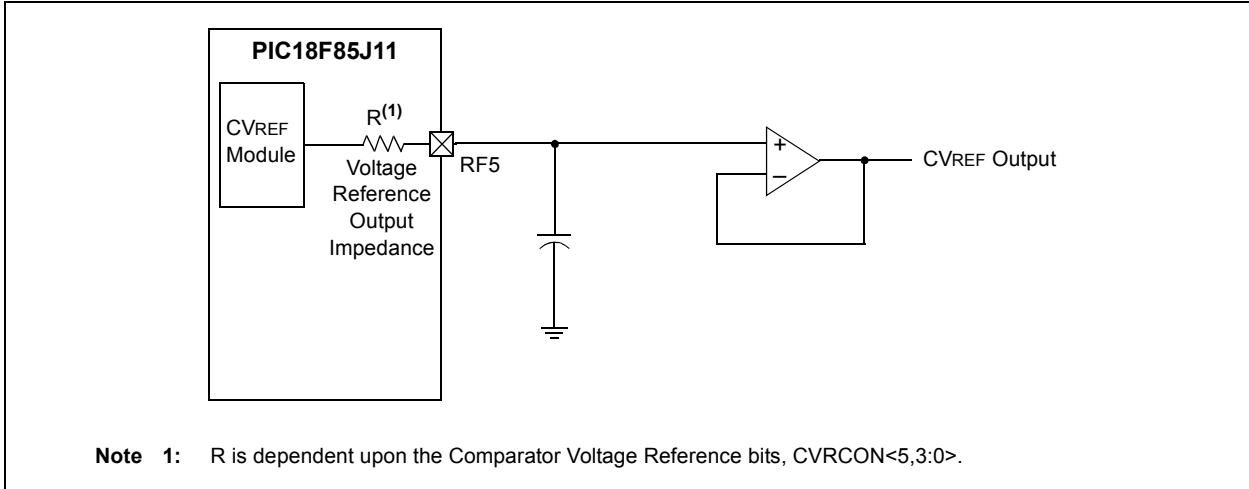 PIC18F85J11
CVREF
Module
R(1)
Voltage
Reference
Output
Impedance
RF5
+
–
CVREF Output
Note 1: R is dependent upon the Comparator Voltage Reference bits, CVRCON<5,3:0>.